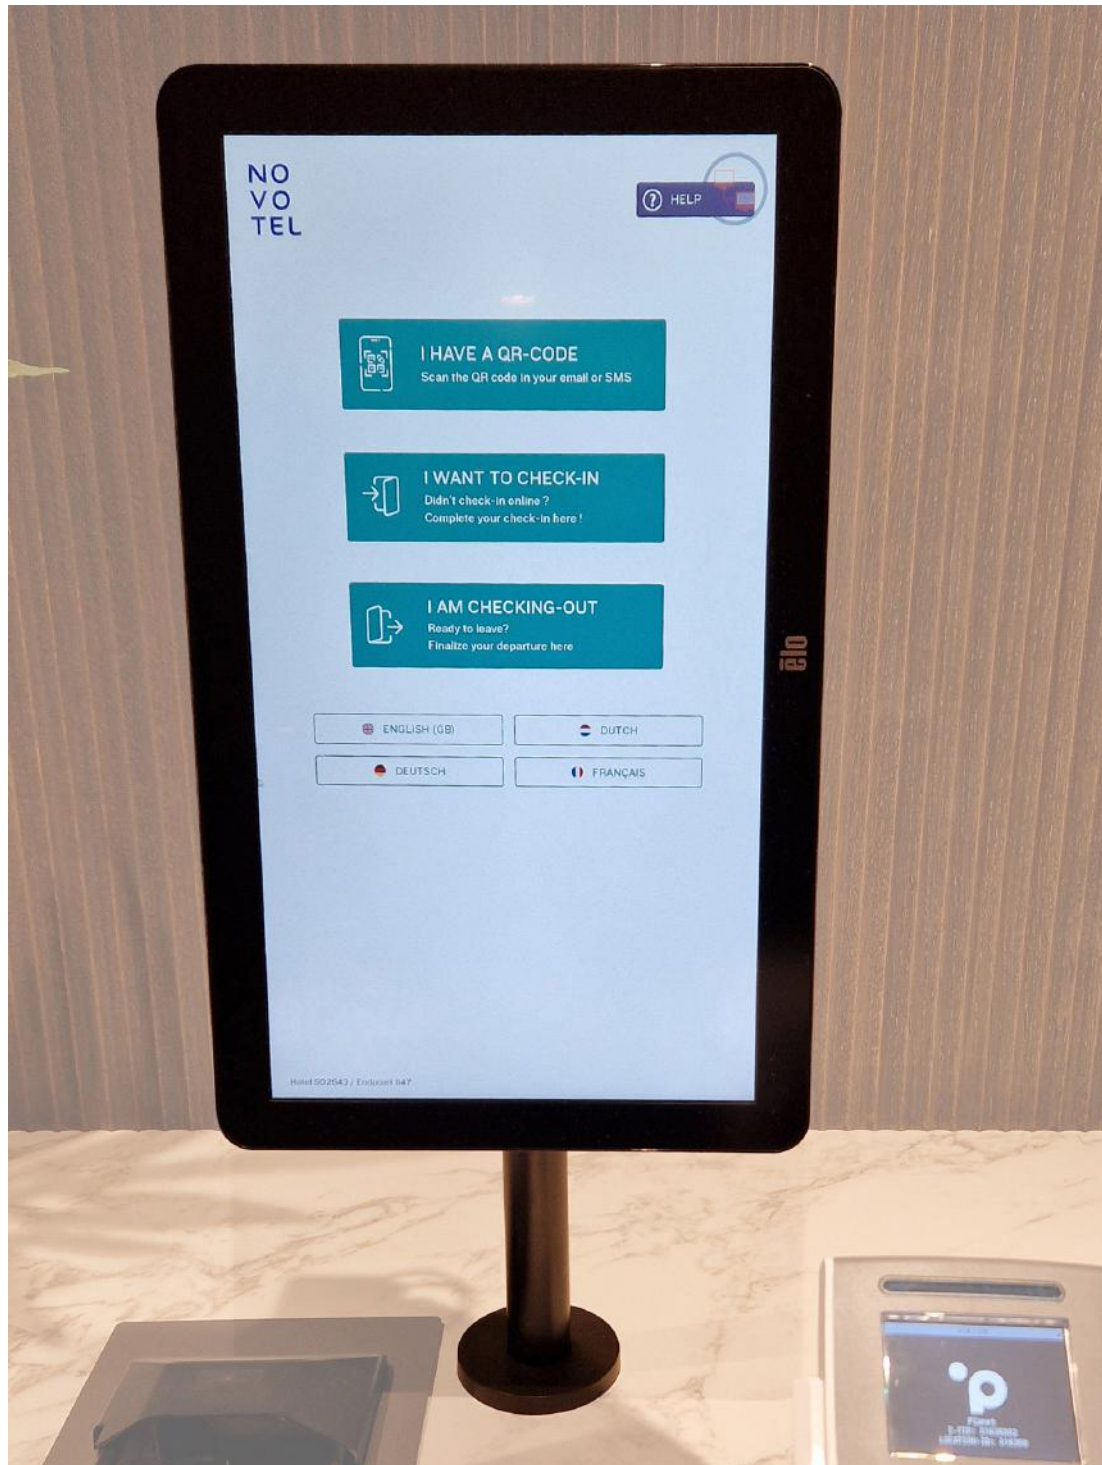 NO
VO
TEL
HELP
I HAVE A QR-CODE
Scan the QR code in your email or SMS
I WANT TO CHECK-IN
Didn't check-in online ?
Complete your check-in here !
I AM CHECKING-OUT
Ready to leave?
Finalize your departure here
ENGLISH (GB)
DUTCH
DEUTSCH
FRANÇAIS
elo
Hotel
Planet